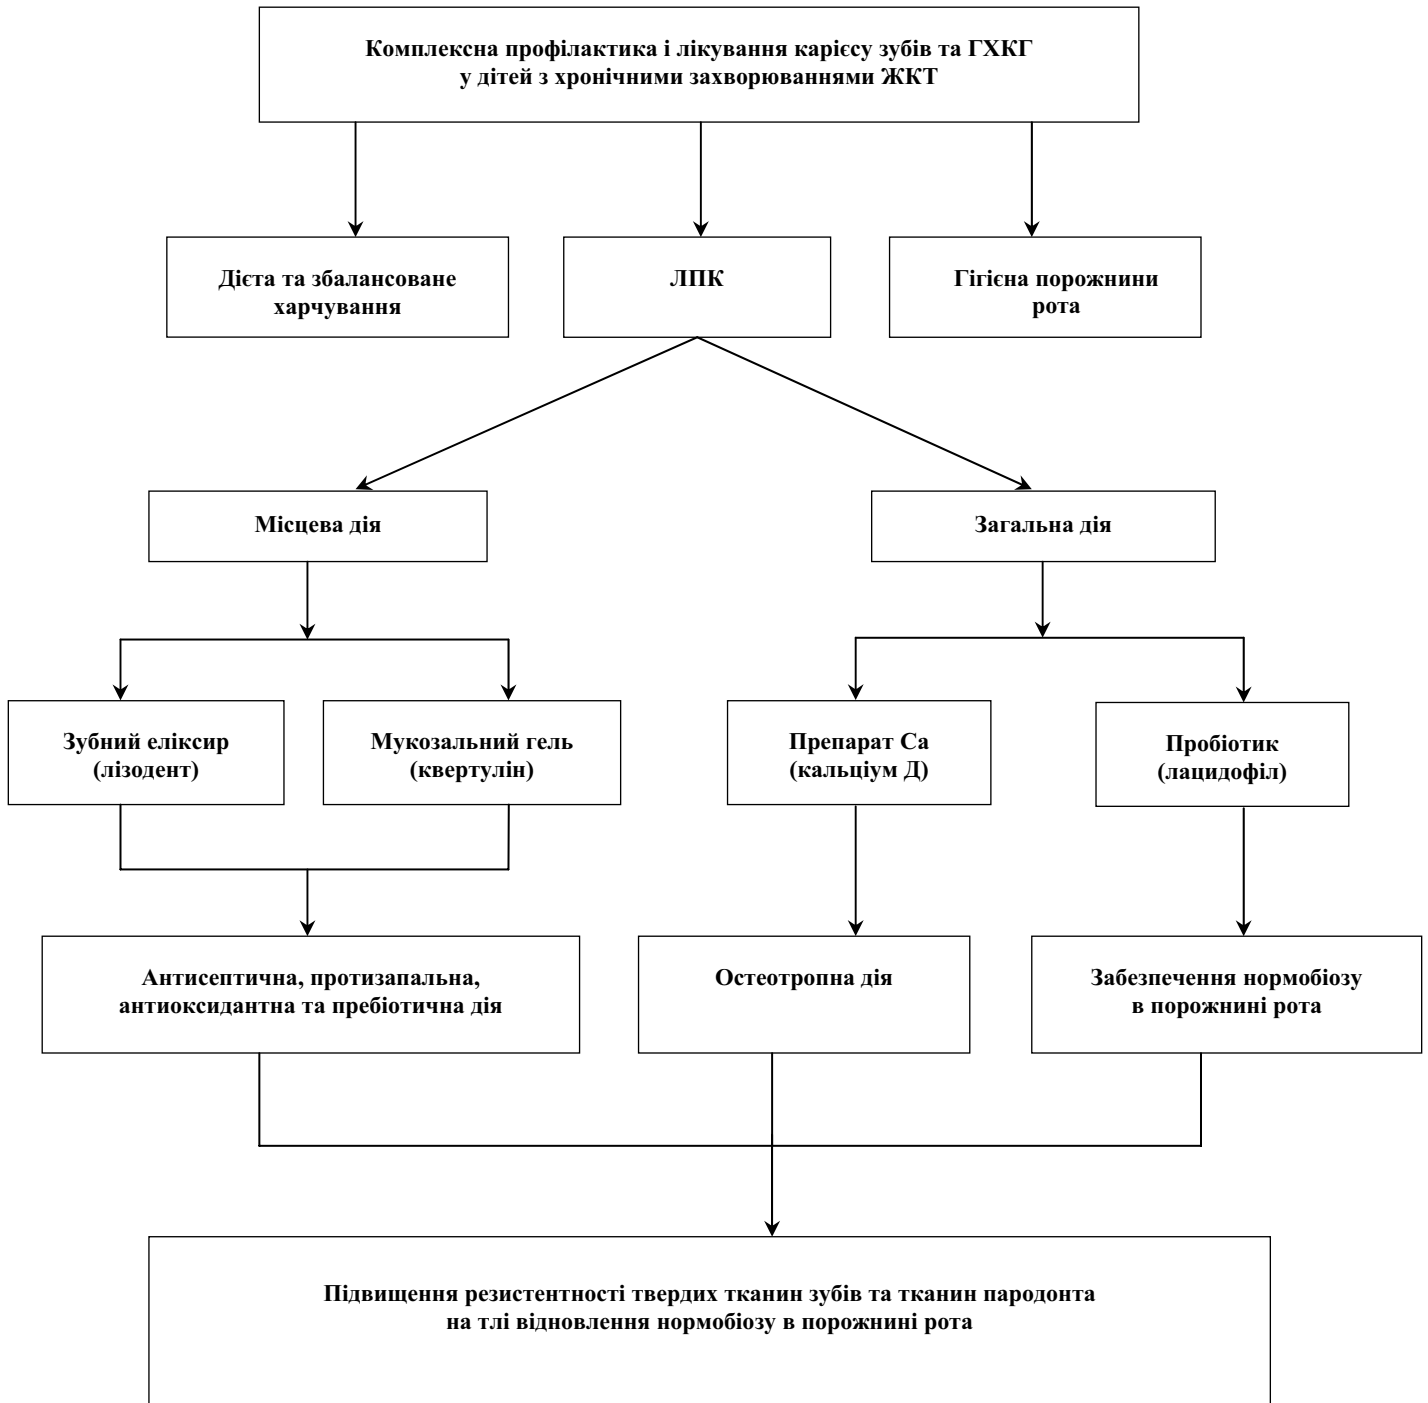 Комплексна профілактика і лікування карієсу зубів та ГХКГ
у дітей з хронічними захворюваннями ЖКТ
Дієта та збалансоване
харчування
ЛПК
Гігієна порожнини
рота
Місцева дія
Загальна дія
Зубний еліксир
(лізодент)
Мукозальний гель
(квертулін)
Препарат Са
(кальціум Д)
Пробіотик
(лацидофіл)
Антисептична, протизапальна,
антиоксидантна та пребіотична дія
Остеотропна дія
Забезпечення нормобіозу
в порожнині рота
Підвищення резистентності твердих тканин зубів та тканин пародонта
на тлі відновлення нормобіозу в порожнині рота